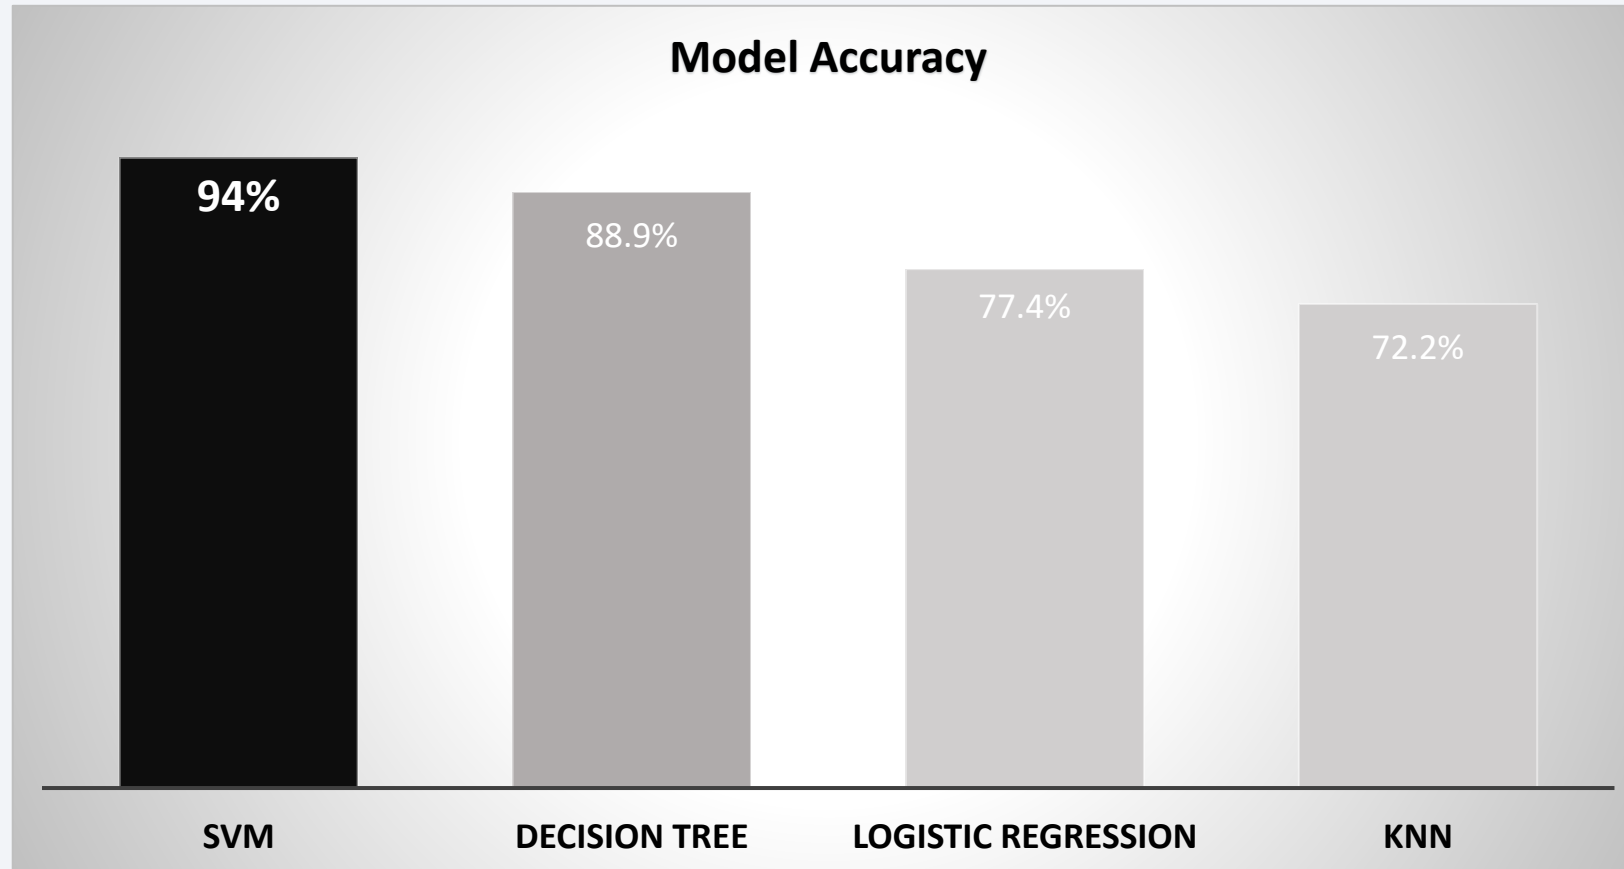 Model Accuracy
94%
88.9%
77.4%
72.2%
SVM
DECISION TREE
LOGISTIC REGRESSION
KNN